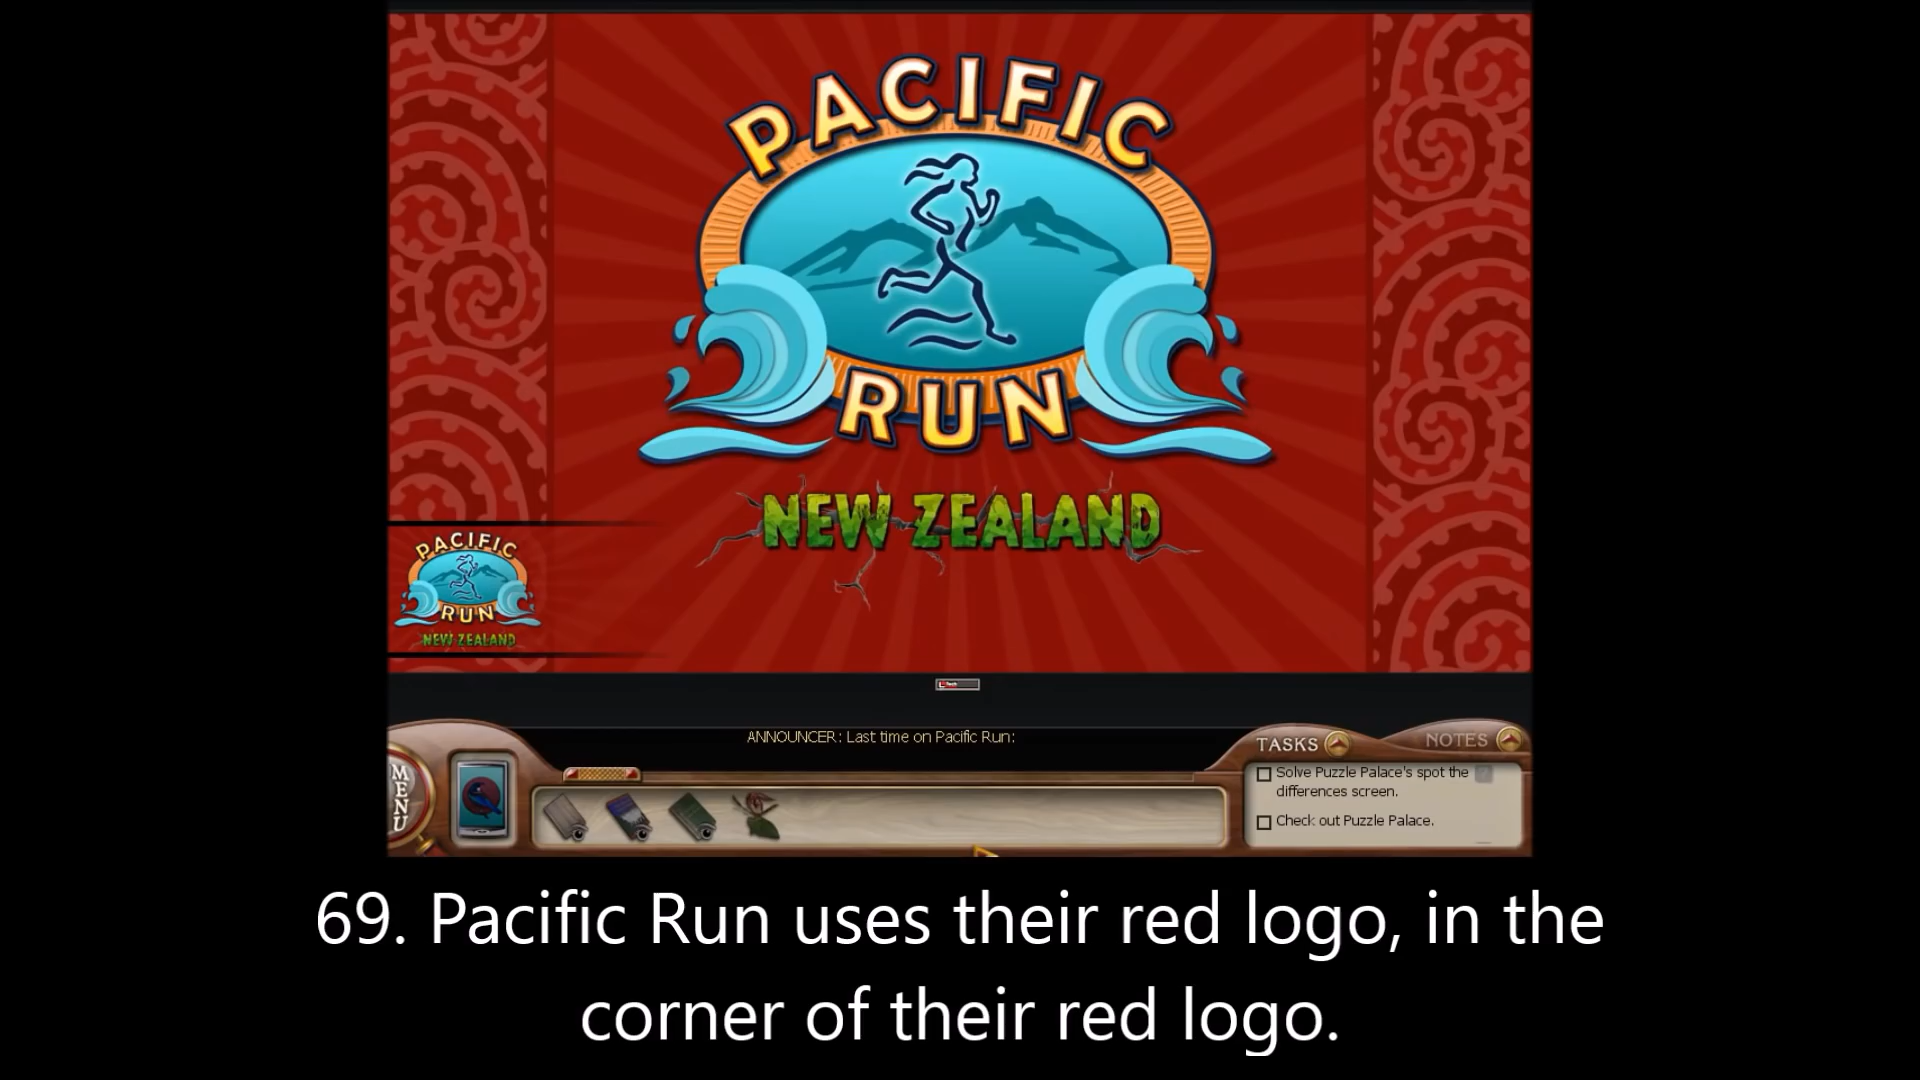 PACIFIC
RUN
NEW ZEALAND
PACIFIC
RUN
NEW ZEALAND
ANNOUNCER: Last time on Pacific Run:
MENU
TASKS
NOTES
Solve Puzzle Palace's spot the
differences screen.
Check out Puzzle Palace.
69. Pacific Run uses their red logo, in the
corner of their red logo.